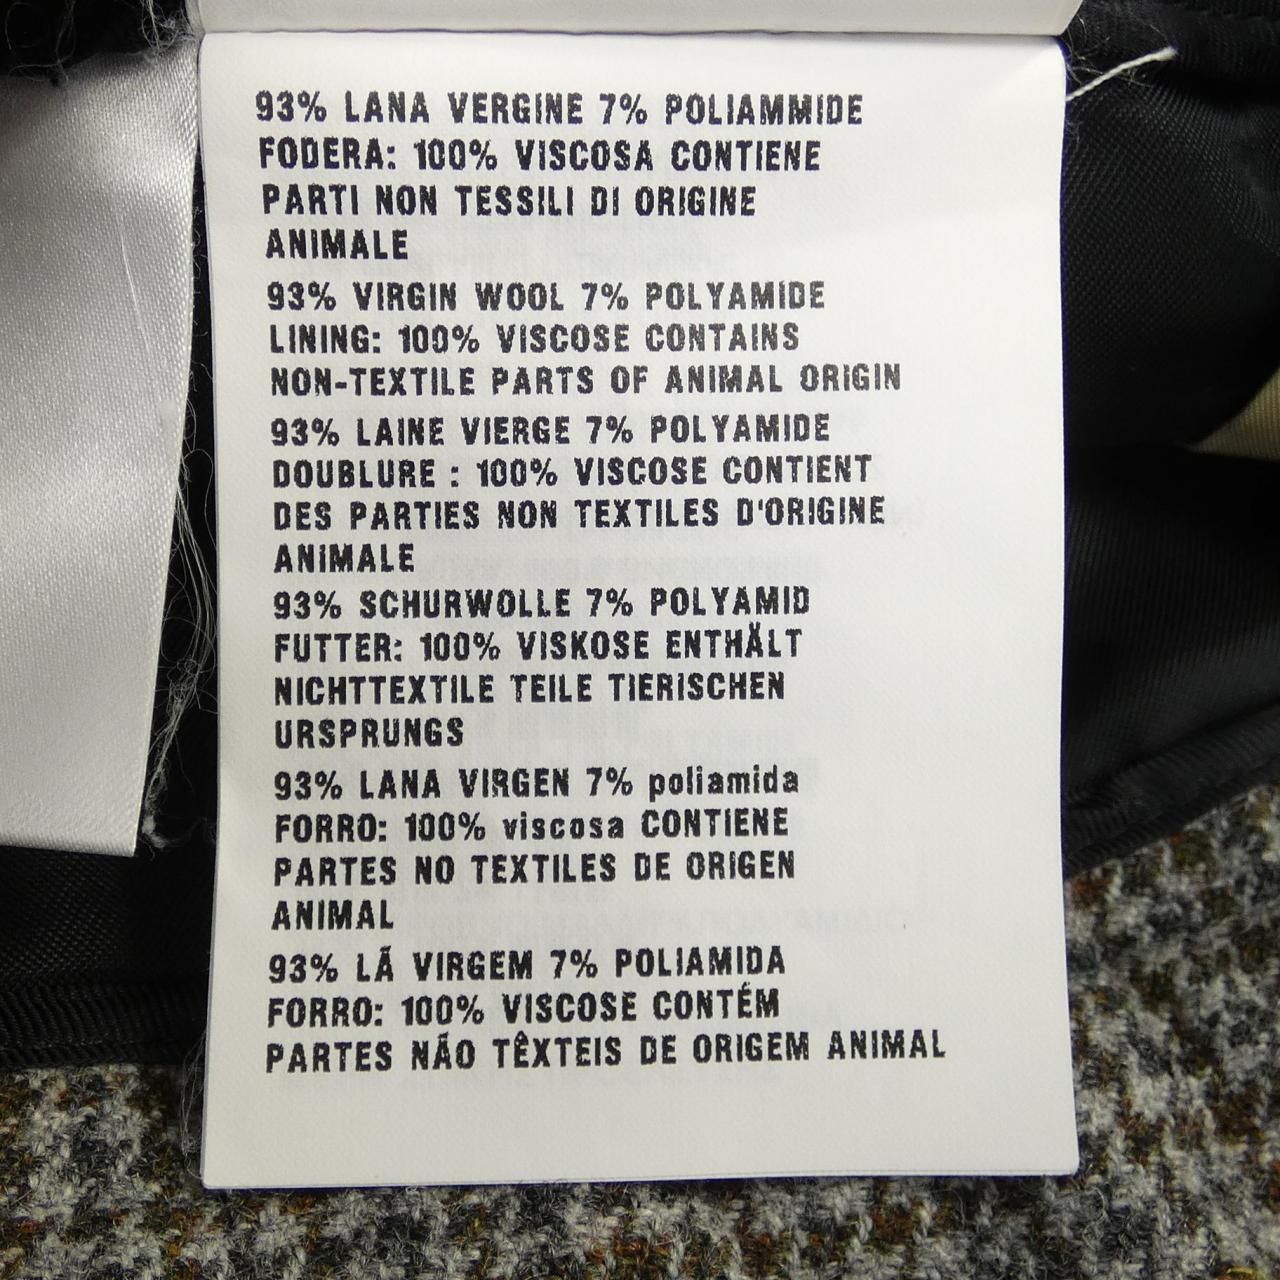 93% LANA VERGINE 7% POLIAMMIDE
FODERA: 100% VISCOSA CONTIENE
PARTI NON TESSILI DI ORIGINE
ANIMALE
93% VIRGIN WOOL 7% POLYAMIDE
LINING: 100% VISCOSE CONTAINS
NON-TEXTILE PARTS OF ANIMAL ORIGIN
93% LAINE VIERGE 7% POLYAMIDE
DOUBLURE : 100% VISCOSE CONTIENT
DES PARTIES NON TEXTILES D'ORIGINE
ANIMALE
93% SCHURWOLLE 7% POLYAMID
FUTTER: 100% VISKOSE ENTHÄLT
NICHTTEXTILE TEILE TIERISCHEN
URSPRUNGS
93% LANA VIRGEN 7% poliamida
FORRO: 100% viscosa CONTIENE
PARTES NO TEXTILES DE ORIGEN
ANIMAL
93% LÃ VIRGEM 7% POLIAMIDA
FORRO: 100% VISCOSE CONTÉM
PARTES NÃO TÊXTEIS DE ORIGEM ANIMAL